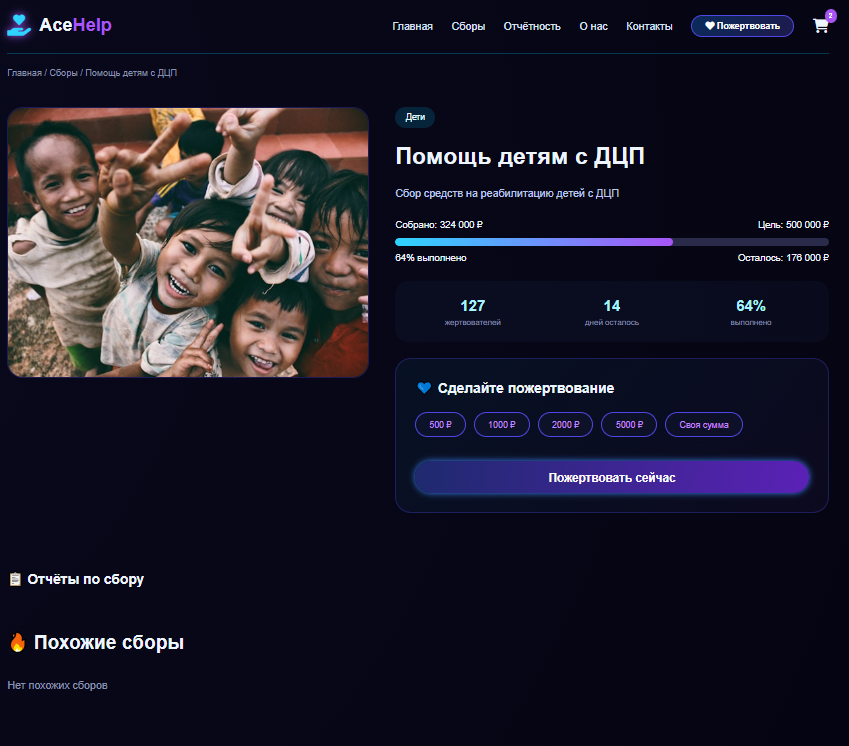 AceHelp
Главная Сборы Отчётность О нас Контакты Пожертвовать 2
Главная / Сборы / Помощь детям с ДЦП
Дети
Помощь детям с ДЦП
Сбор средств на реабилитацию детей с ДЦП
Собрано: 324 000 ₽ Цель: 500 000 ₽
64% выполнено Осталось: 176 000 ₽
127 14 64%
жертвователей дней осталось выполнено
Сделайте пожертвование
500 ₽ 1000 ₽ 2000 ₽ 5000 ₽ Своя сумма
Пожертвовать сейчас
Отчёты по сбору
Похожие сборы
Нет похожих сборов